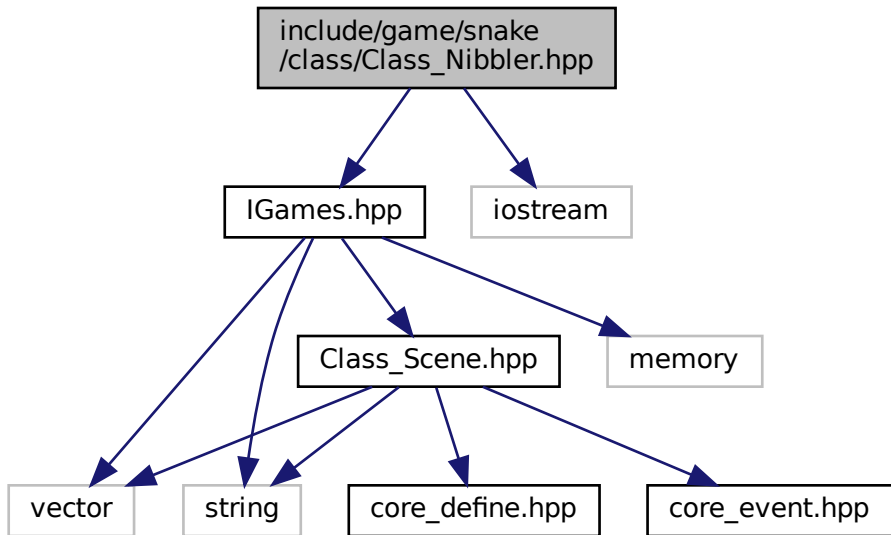 include/game/snake
/class/Class_Nibbler.hpp
IGames.hpp
iostream
Class_Scene.hpp
memory
vector
string
core_define.hpp
core_event.hpp